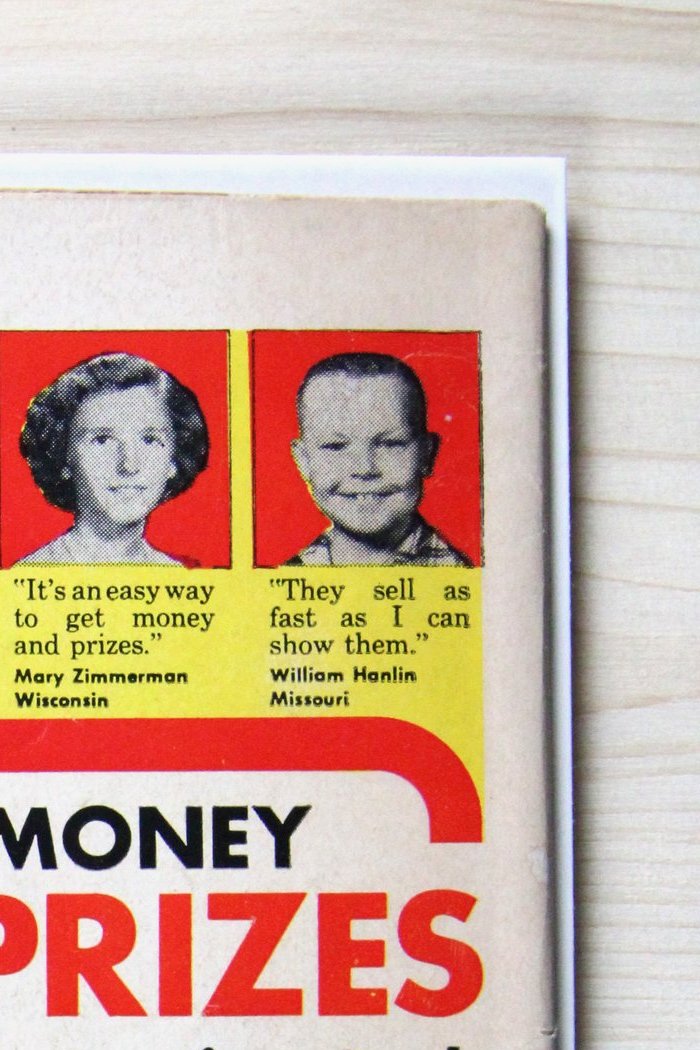 "It's an easy way
to get money
and prizes."
Mary Zimmerman
Wisconsin
"They sell as
fast as I can
show them."
William Hanlin
Missouri
MONEY
PRIZES